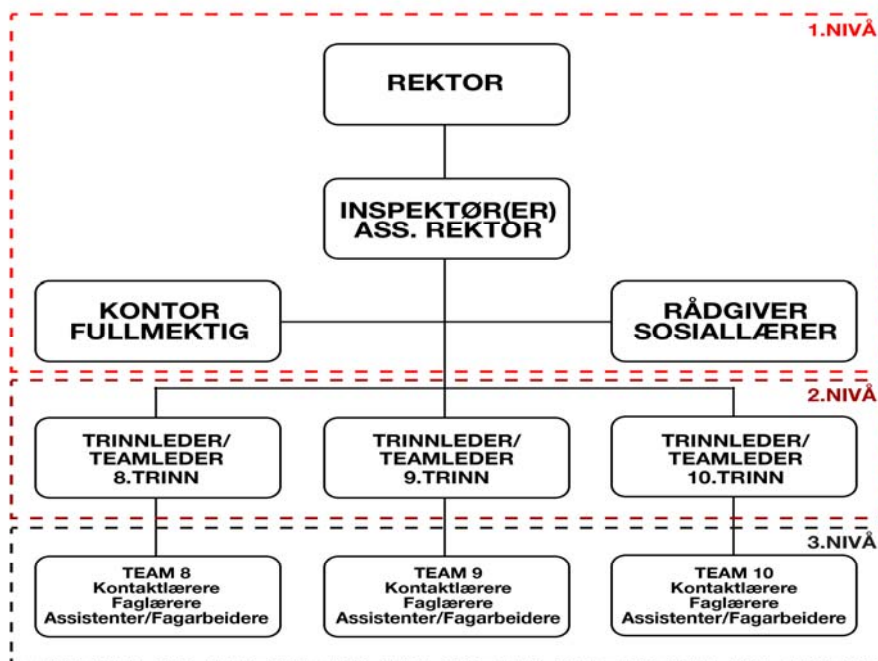 1.NIVÅ
REKTOR
INSPEKTØR(ER)
ASS. REKTOR
KONTOR
FULLMEKTIG
RÅDGIVER
SOSIALLÆRER
2.NIVÅ
TRINNLEDER/
TEAMLEDER
8.TRINN
TRINNLEDER/
TEAMLEDER
9.TRINN
TRINNLEDER/
TEAMLEDER
10.TRINN
3.NIVÅ
TEAM 8
Kontaktlærere
Faglærere
Assistenter/Fagarbeidere
TEAM 9
Kontaktlærere
Faglærere
Assistenter/Fagarbeidere
TEAM 10
Kontaktlærere
Faglærere
Assistenter/Fagarbeidere